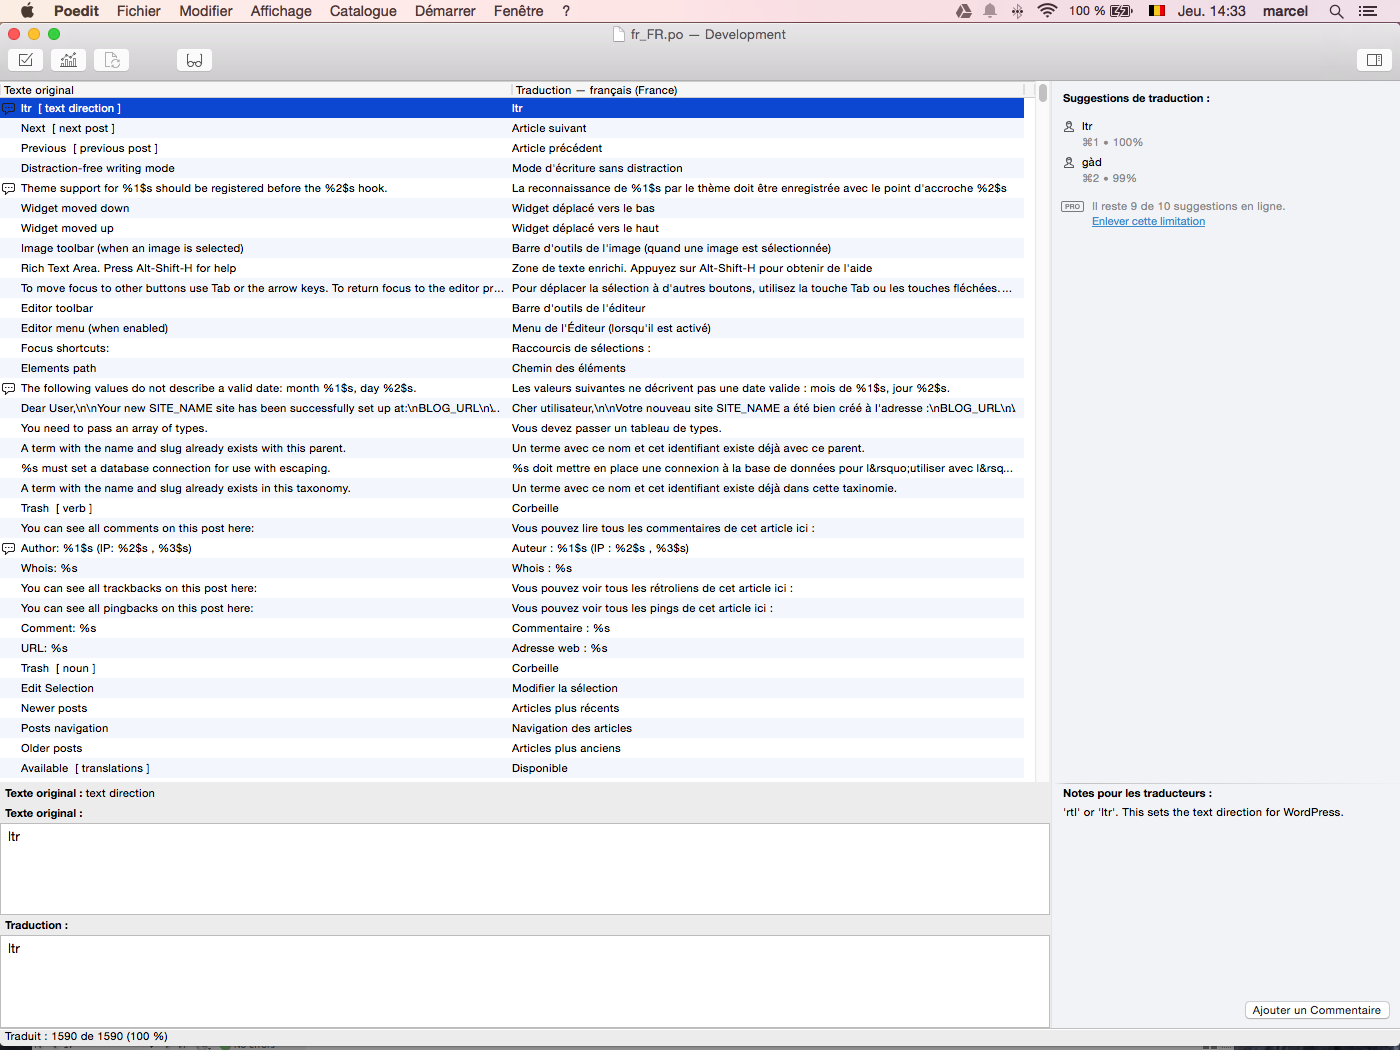 Poedit Fichier Modifier Affichage Catalogue Démarrer Fenêtre ? 100 % Jeu. 14:33 marcel
fr_FR.po — Development
Texte original Traduction — français (France)
ltr [ text direction ] ltr
Next [ next post ] Article suivant
Previous [ previous post ] Article précédent
Distraction-free writing mode Mode d'écriture sans distraction
Theme support for %1$s should be registered before the %2$s hook. La reconnaissance de %1$s par le thème doit être enregistrée avec le point d'accroche %2$s
Widget moved down Widget déplacé vers le bas
Widget moved up Widget déplacé vers le haut
Image toolbar (when an image is selected) Barre d'outils de l'image (quand une image est sélectionnée)
Rich Text Area. Press Alt-Shift-H for help Zone de texte enrichi. Appuyez sur Alt-Shift-H pour obtenir de l'aide
To move focus to other buttons use Tab or the arrow keys. To return focus to the editor pr... Pour déplacer la sélection à d'autres boutons, utilisez la touche Tab ou les touches fléchées....
Editor toolbar Barre d'outils de l'éditeur
Editor menu (when enabled) Menu de l'Éditeur (lorsqu'il est activé)
Focus shortcuts: Raccourcis de sélections :
Elements path Chemin des éléments
The following values do not describe a valid date: month %1$s, day %2$s. Les valeurs suivantes ne décrivent pas une date valide : mois de %1$s, jour %2$s.
Dear User,\n\nYour new SITE_NAME site has been successfully set up at:\nBLOG_URL\n\.. Cher utilisateur,\n\nVotre nouveau site SITE_NAME a été bien créé à l'adresse :\nBLOG_URL\n\
You need to pass an array of types. Vous devez passer un tableau de types.
A term with the name and slug already exists with this parent. Un terme avec ce nom et cet identifiant existe déjà avec ce parent.
%s must set a database connection for use with escaping. %s doit mettre en place une connexion à la base de données pour l&rsquo;utiliser avec l&rsq...
A term with the name and slug already exists in this taxonomy. Un terme avec ce nom et cet identifiant existe déjà dans cette taxinomie.
Trash [ verb ] Corbeille
You can see all comments on this post here: Vous pouvez lire tous les commentaires de cet article ici :
Author: %1$s (IP: %2$s , %3$s) Auteur : %1$s (IP : %2$s , %3$s)
Whois: %s Whois : %s
You can see all trackbacks on this post here: Vous pouvez voir tous les rétroliens de cet article ici :
You can see all pingbacks on this post here: Vous pouvez voir tous les pings de cet article ici :
Comment: %s Commentaire : %s
URL: %s Adresse web : %s
Trash [ noun ] Corbeille
Edit Selection Modifier la sélection
Newer posts Articles plus récents
Posts navigation Navigation des articles
Older posts Articles plus anciens
Available [ translations ] Disponible
Texte original : text direction
Texte original :
ltr
Traduction :
ltr
Traduit : 1590 de 1590 (100 %)
Suggestions de traduction :
ltr
⌘1 • 100%
gàd
⌘2 • 99%
PRO Il reste 9 de 10 suggestions en ligne.
Enlever cette limitation
Notes pour les traducteurs :
'rtl' or 'ltr'. This sets the text direction for WordPress.
Ajouter un Commentaire